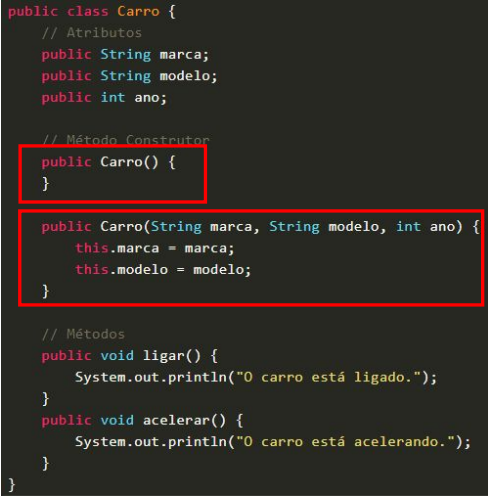 public class Carro {
// Atributos
public String marca;
public String modelo;
public int ano;
// Método Construtor
public Carro() {
}
public Carro(String marca, String modelo, int ano) {
this.marca = marca;
this.modelo = modelo;
}
// Métodos
public void ligar() {
System.out.println("O carro está ligado.");
}
public void acelerar() {
System.out.println("O carro está acelerando.");
}
}